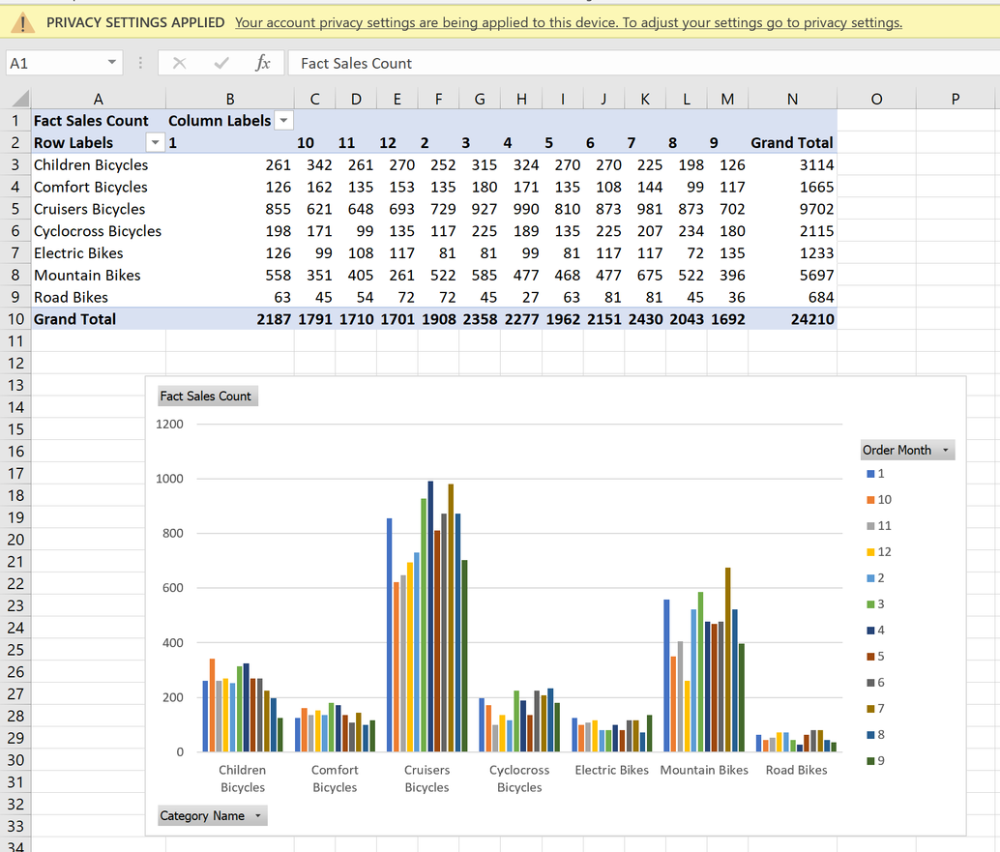 PRIVACY SETTINGS APPLIED Your account privacy settings are being applied to this device. To adjust your settings go to privacy settings.
A1 fx Fact Sales Count
A B C D E F G H I J K L M N O P
1 Fact Sales Count Column Labels
2 Row Labels 1 10 11 12 2 3 4 5 6 7 8 9 Grand Total
3 Children Bicycles 261 342 261 270 252 315 324 270 270 225 198 126 3114
4 Comfort Bicycles 126 162 135 153 135 180 171 135 108 144 99 117 1665
5 Cruisers Bicycles 855 621 648 693 729 927 990 810 873 981 873 702 9702
6 Cyclocross Bicycles 198 171 99 135 117 225 189 135 225 207 234 180 2115
7 Electric Bikes 126 99 108 117 81 81 99 81 117 117 72 135 1233
8 Mountain Bikes 558 351 405 261 522 585 477 468 477 675 522 396 5697
9 Road Bikes 63 45 54 72 72 45 27 63 81 81 45 36 684
10 Grand Total 2187 1791 1710 1701 1908 2358 2277 1962 2151 2430 2043 1692 24210
11
12
13
14
15
16
17
18
19
20
21
22
23
24
25
26
27
28
29
30
31
32
33
34
Fact Sales Count
1200
1000
800
600
400
200
0
Children Bicycles
Comfort Bicycles
Cruisers Bicycles
Cyclocross Bicycles
Electric Bikes
Mountain Bikes
Road Bikes
Category Name
Order Month
1
10
11
12
2
3
4
5
6
7
8
9